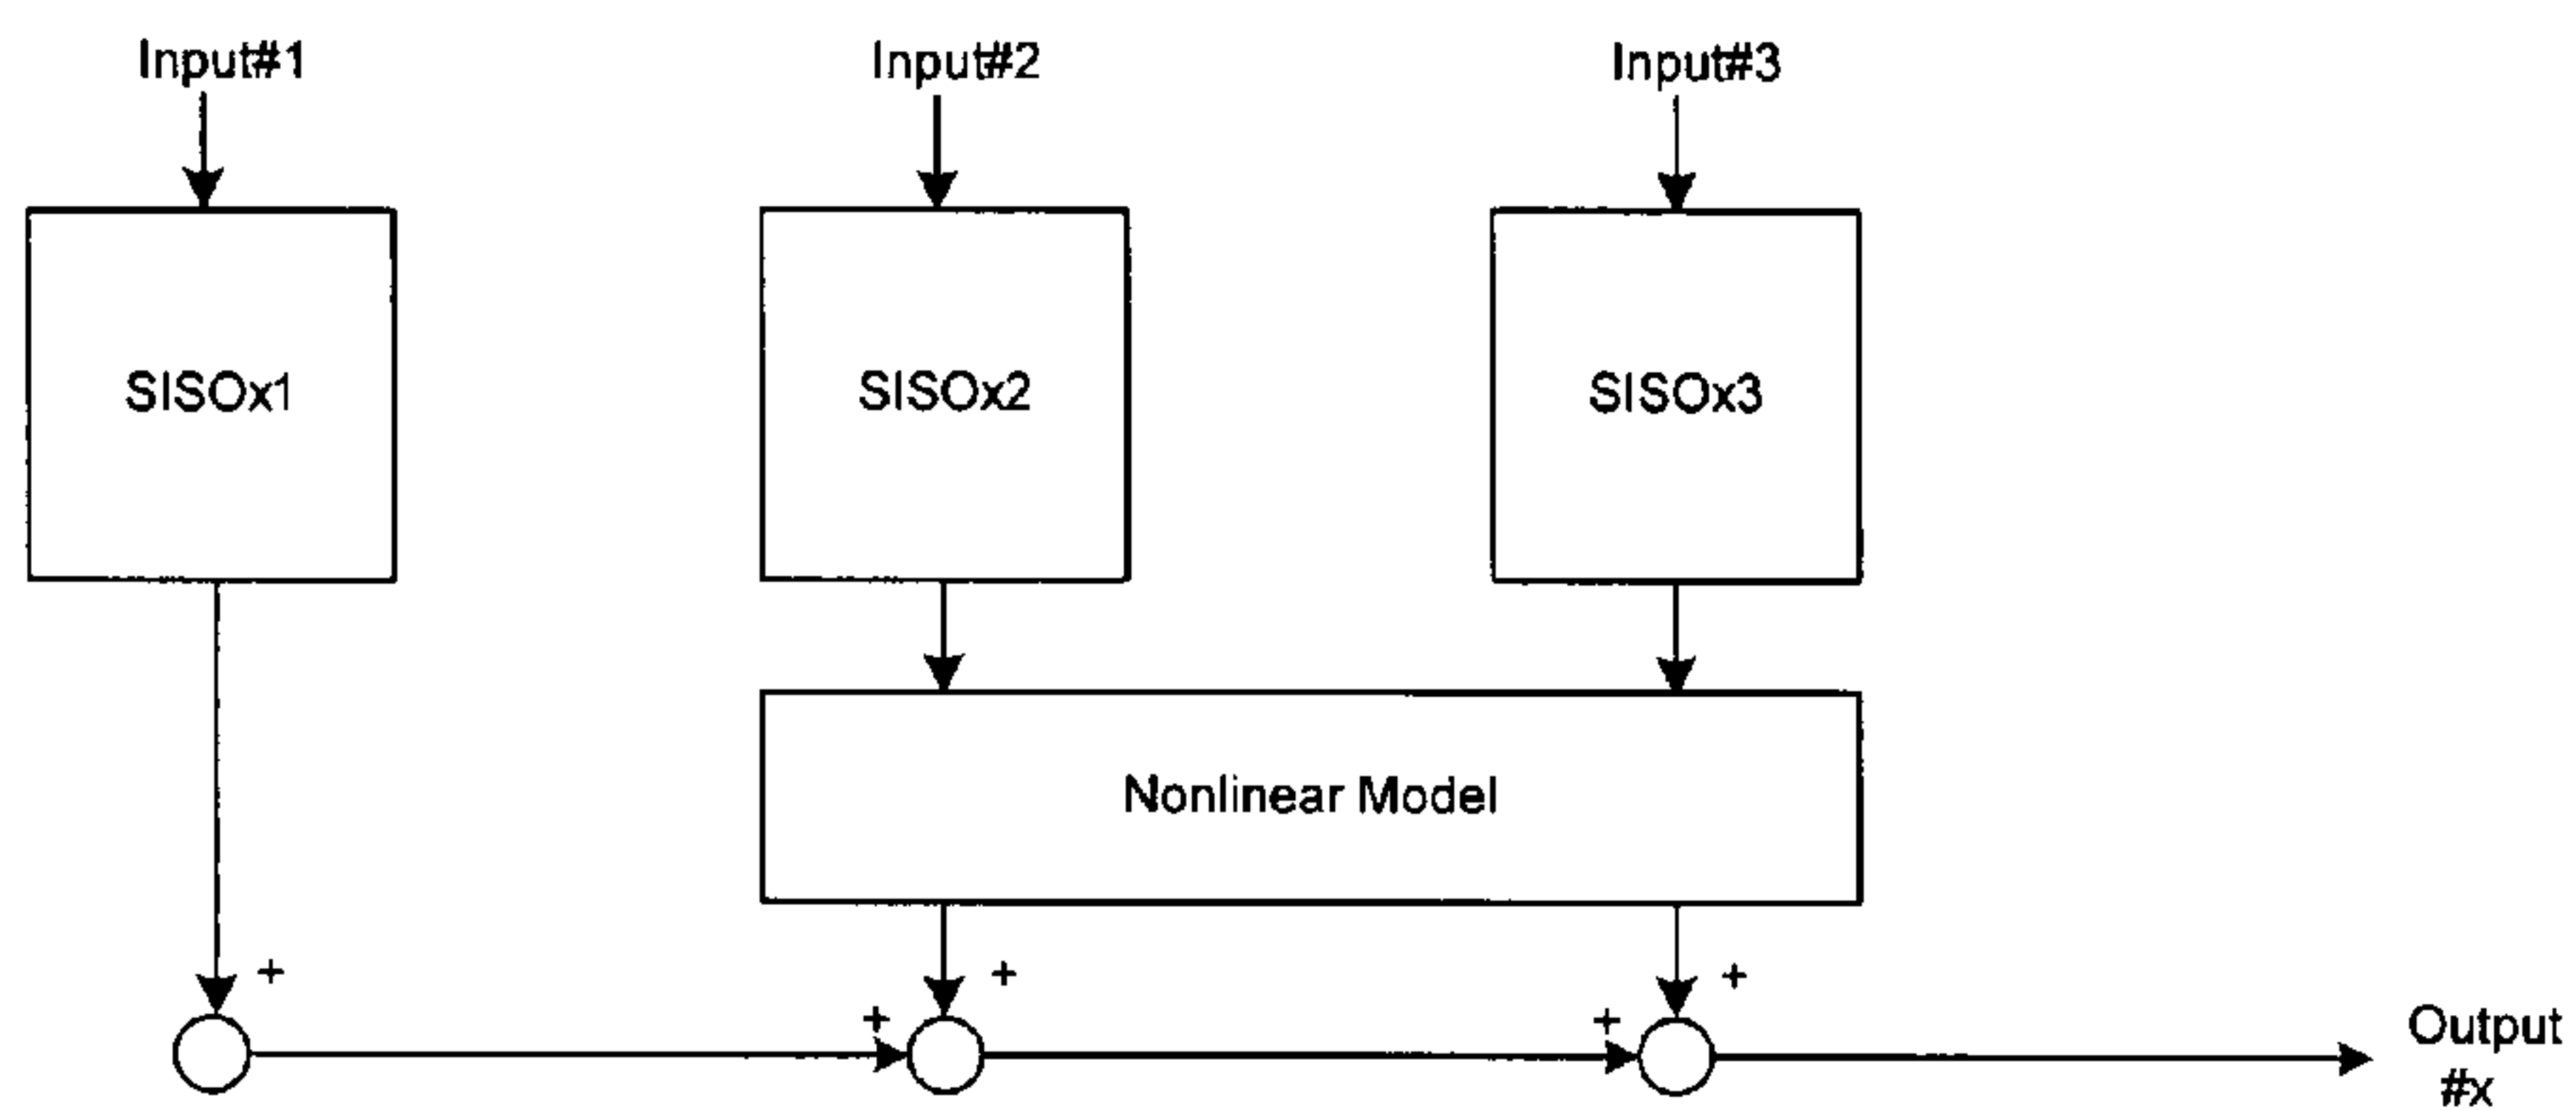 Input#1
Input#2
Input#3
SISOx1
SISOx2
SISOx3
Nonlinear Model
+
+
+
+
+
Output
#x